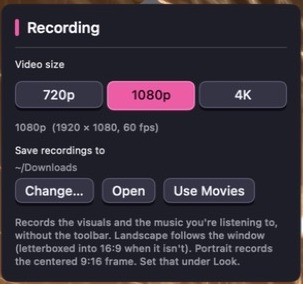 Recording
Video size
720p 1080p 4K
1080p (1920 × 1080, 60 fps)
Save recordings to
~/Downloads
Change... Open Use Movies
Records the visuals and the music you're listening to,
without the toolbar. Landscape follows the window
(letterboxed into 16:9 when it isn't). Portrait records
the centered 9:16 frame. Set that under Look.